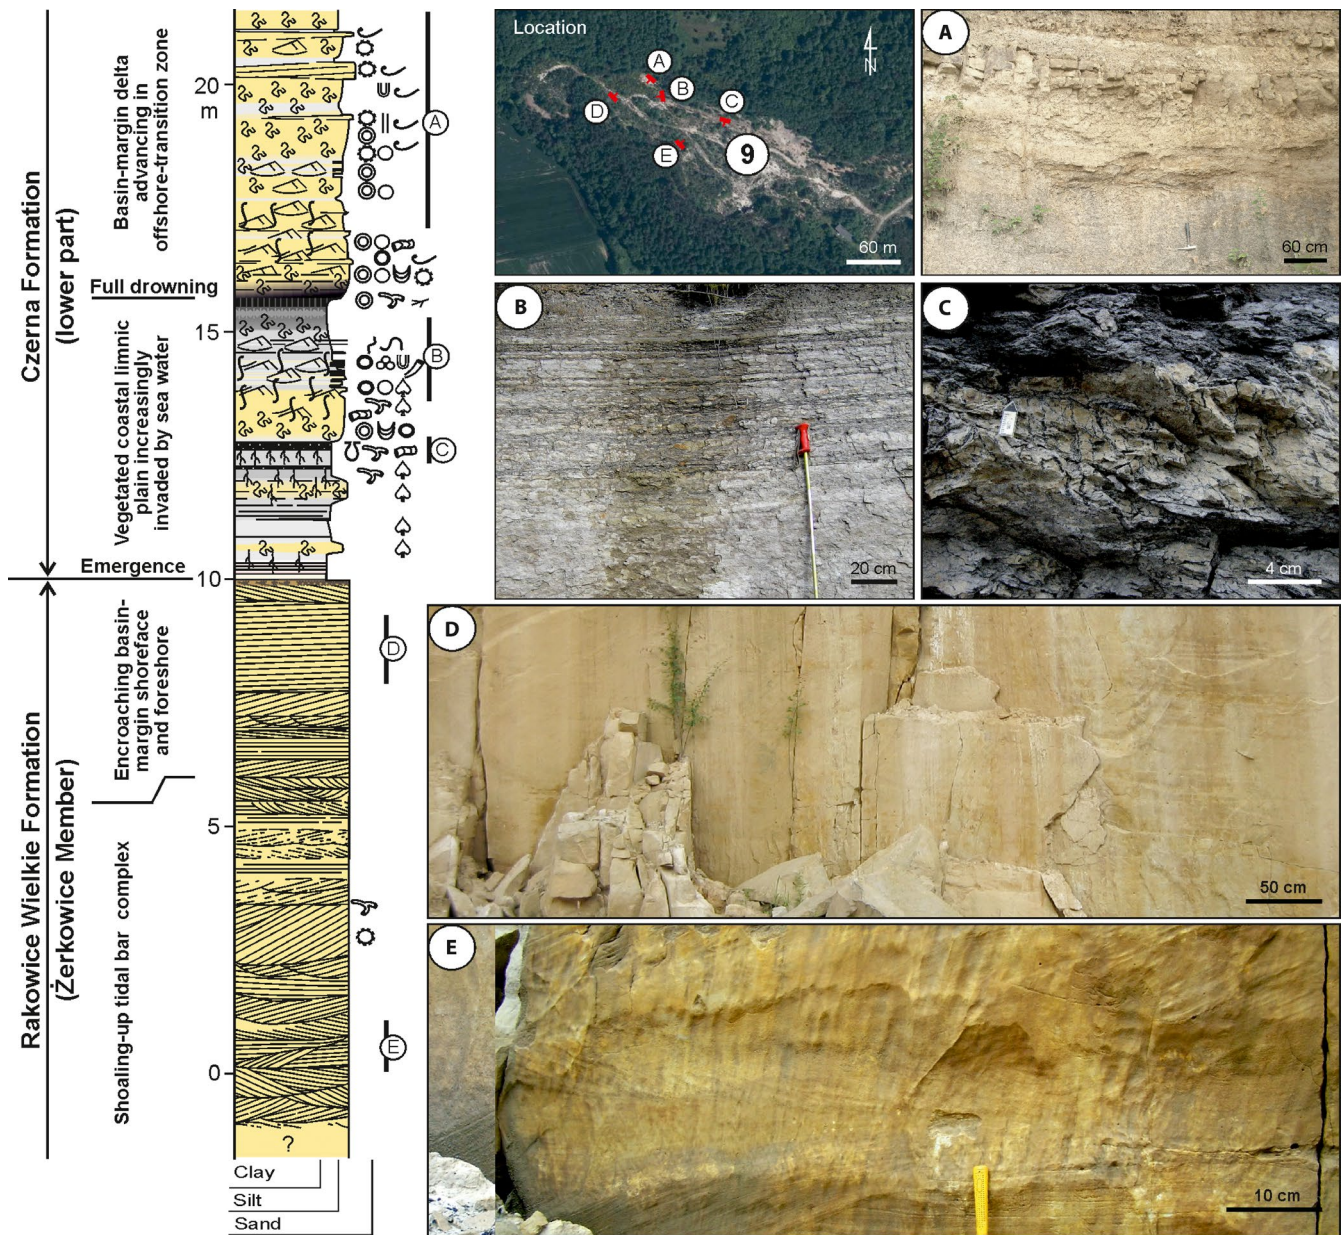 Czerna Formation
(lower part)
Rakowice Wielkie Formation
(Żerkowice Member)
Basin-margin delta
advancing in
offshore-transition zone
Full drowning
Vegetated coastal limnic
plain increasingly
invaded by sea water
Emergence
Encroaching basin-
margin shoreface
and foreshore
Shoaling-up tidal bar complex
20
m
15
10
5
0
?
Clay
Silt
Sand
A
B
C
D
E
Location
N
A
B
C
D
E
9
60 m
A
60 cm
B
20 cm
C
4 cm
D
50 cm
E
10 cm